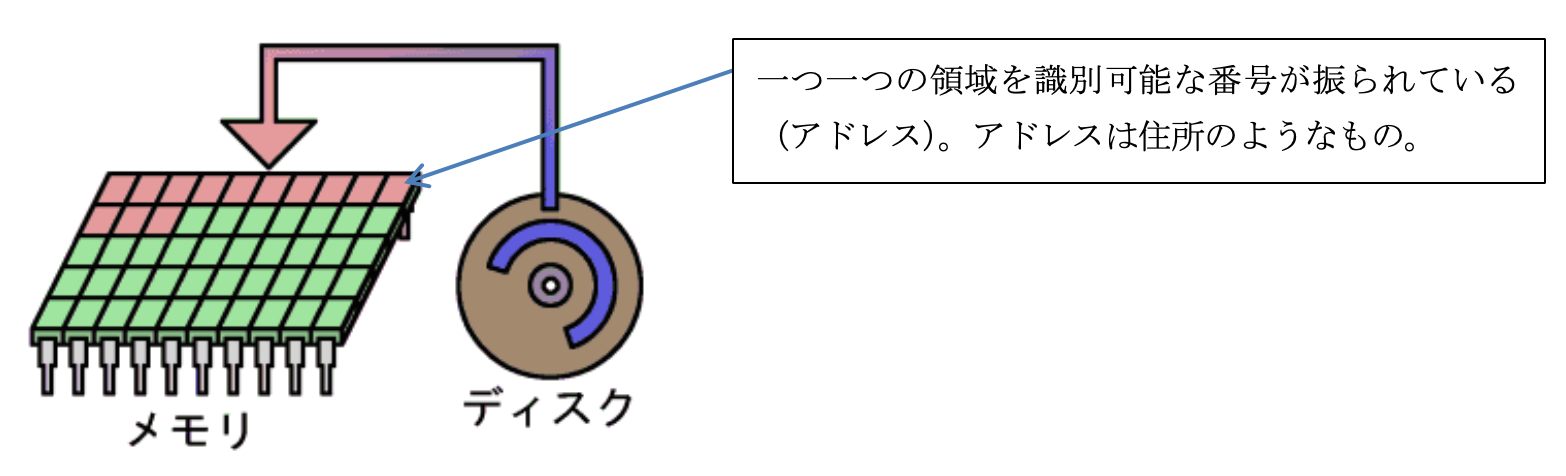 一つ一つの領域を識別可能な番号が振られている
（アドレス）。アドレスは住所のようなもの。
ディスク
メモリ